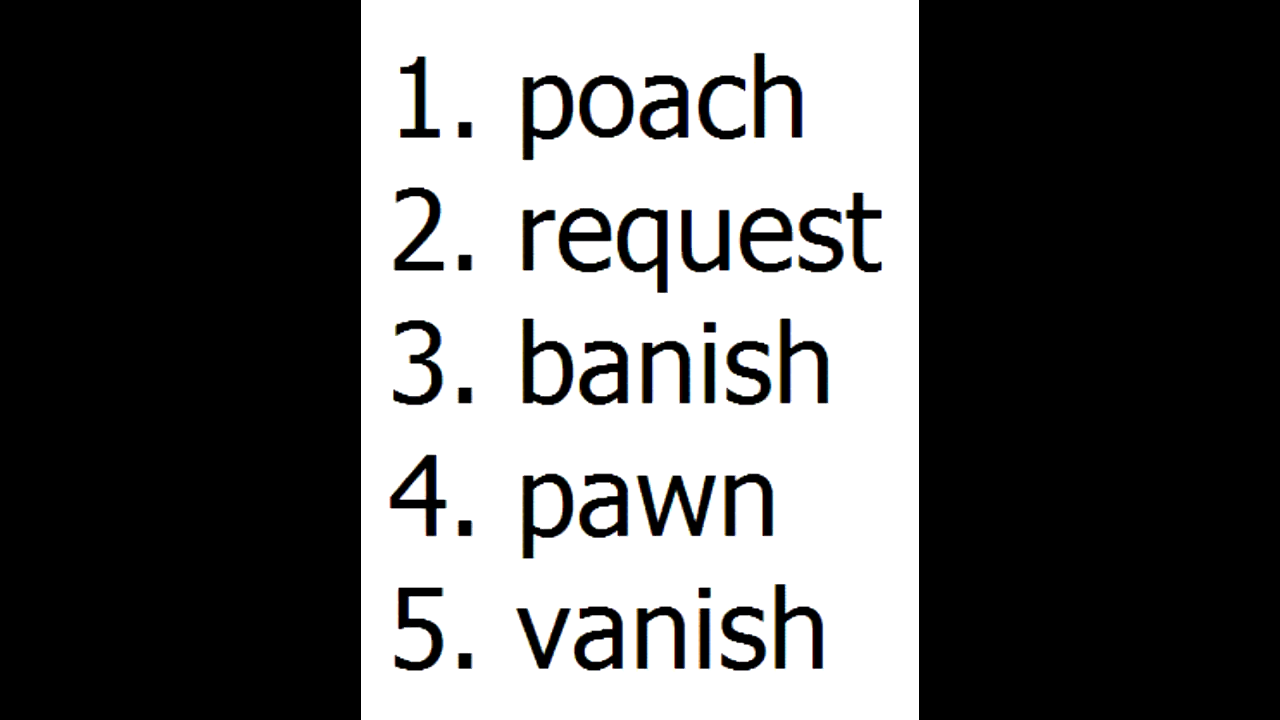 1. poach
2. request
3. banish
4. pawn
5. vanish